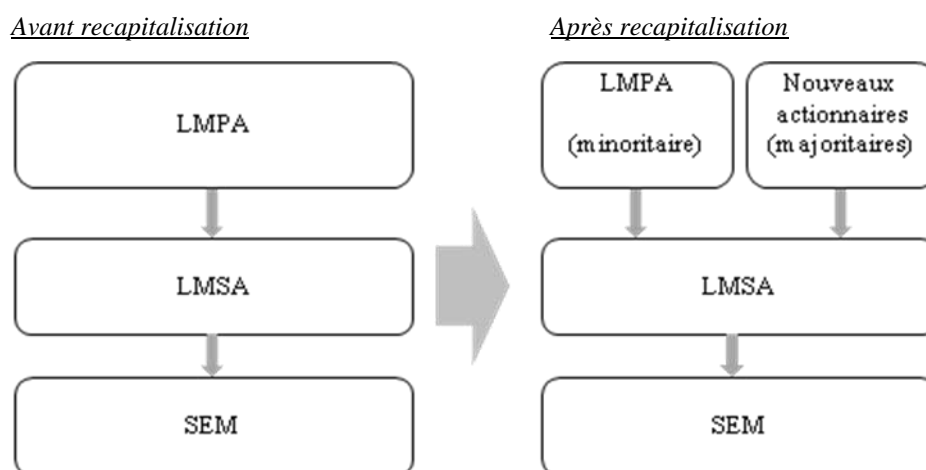 Avant recapitalisation
LMPA
LMSA
SEM
Après recapitalisation
LMPA
(minoritaire)
Nouveaux
actionnaires
(majoritaires)
LMSA
SEM